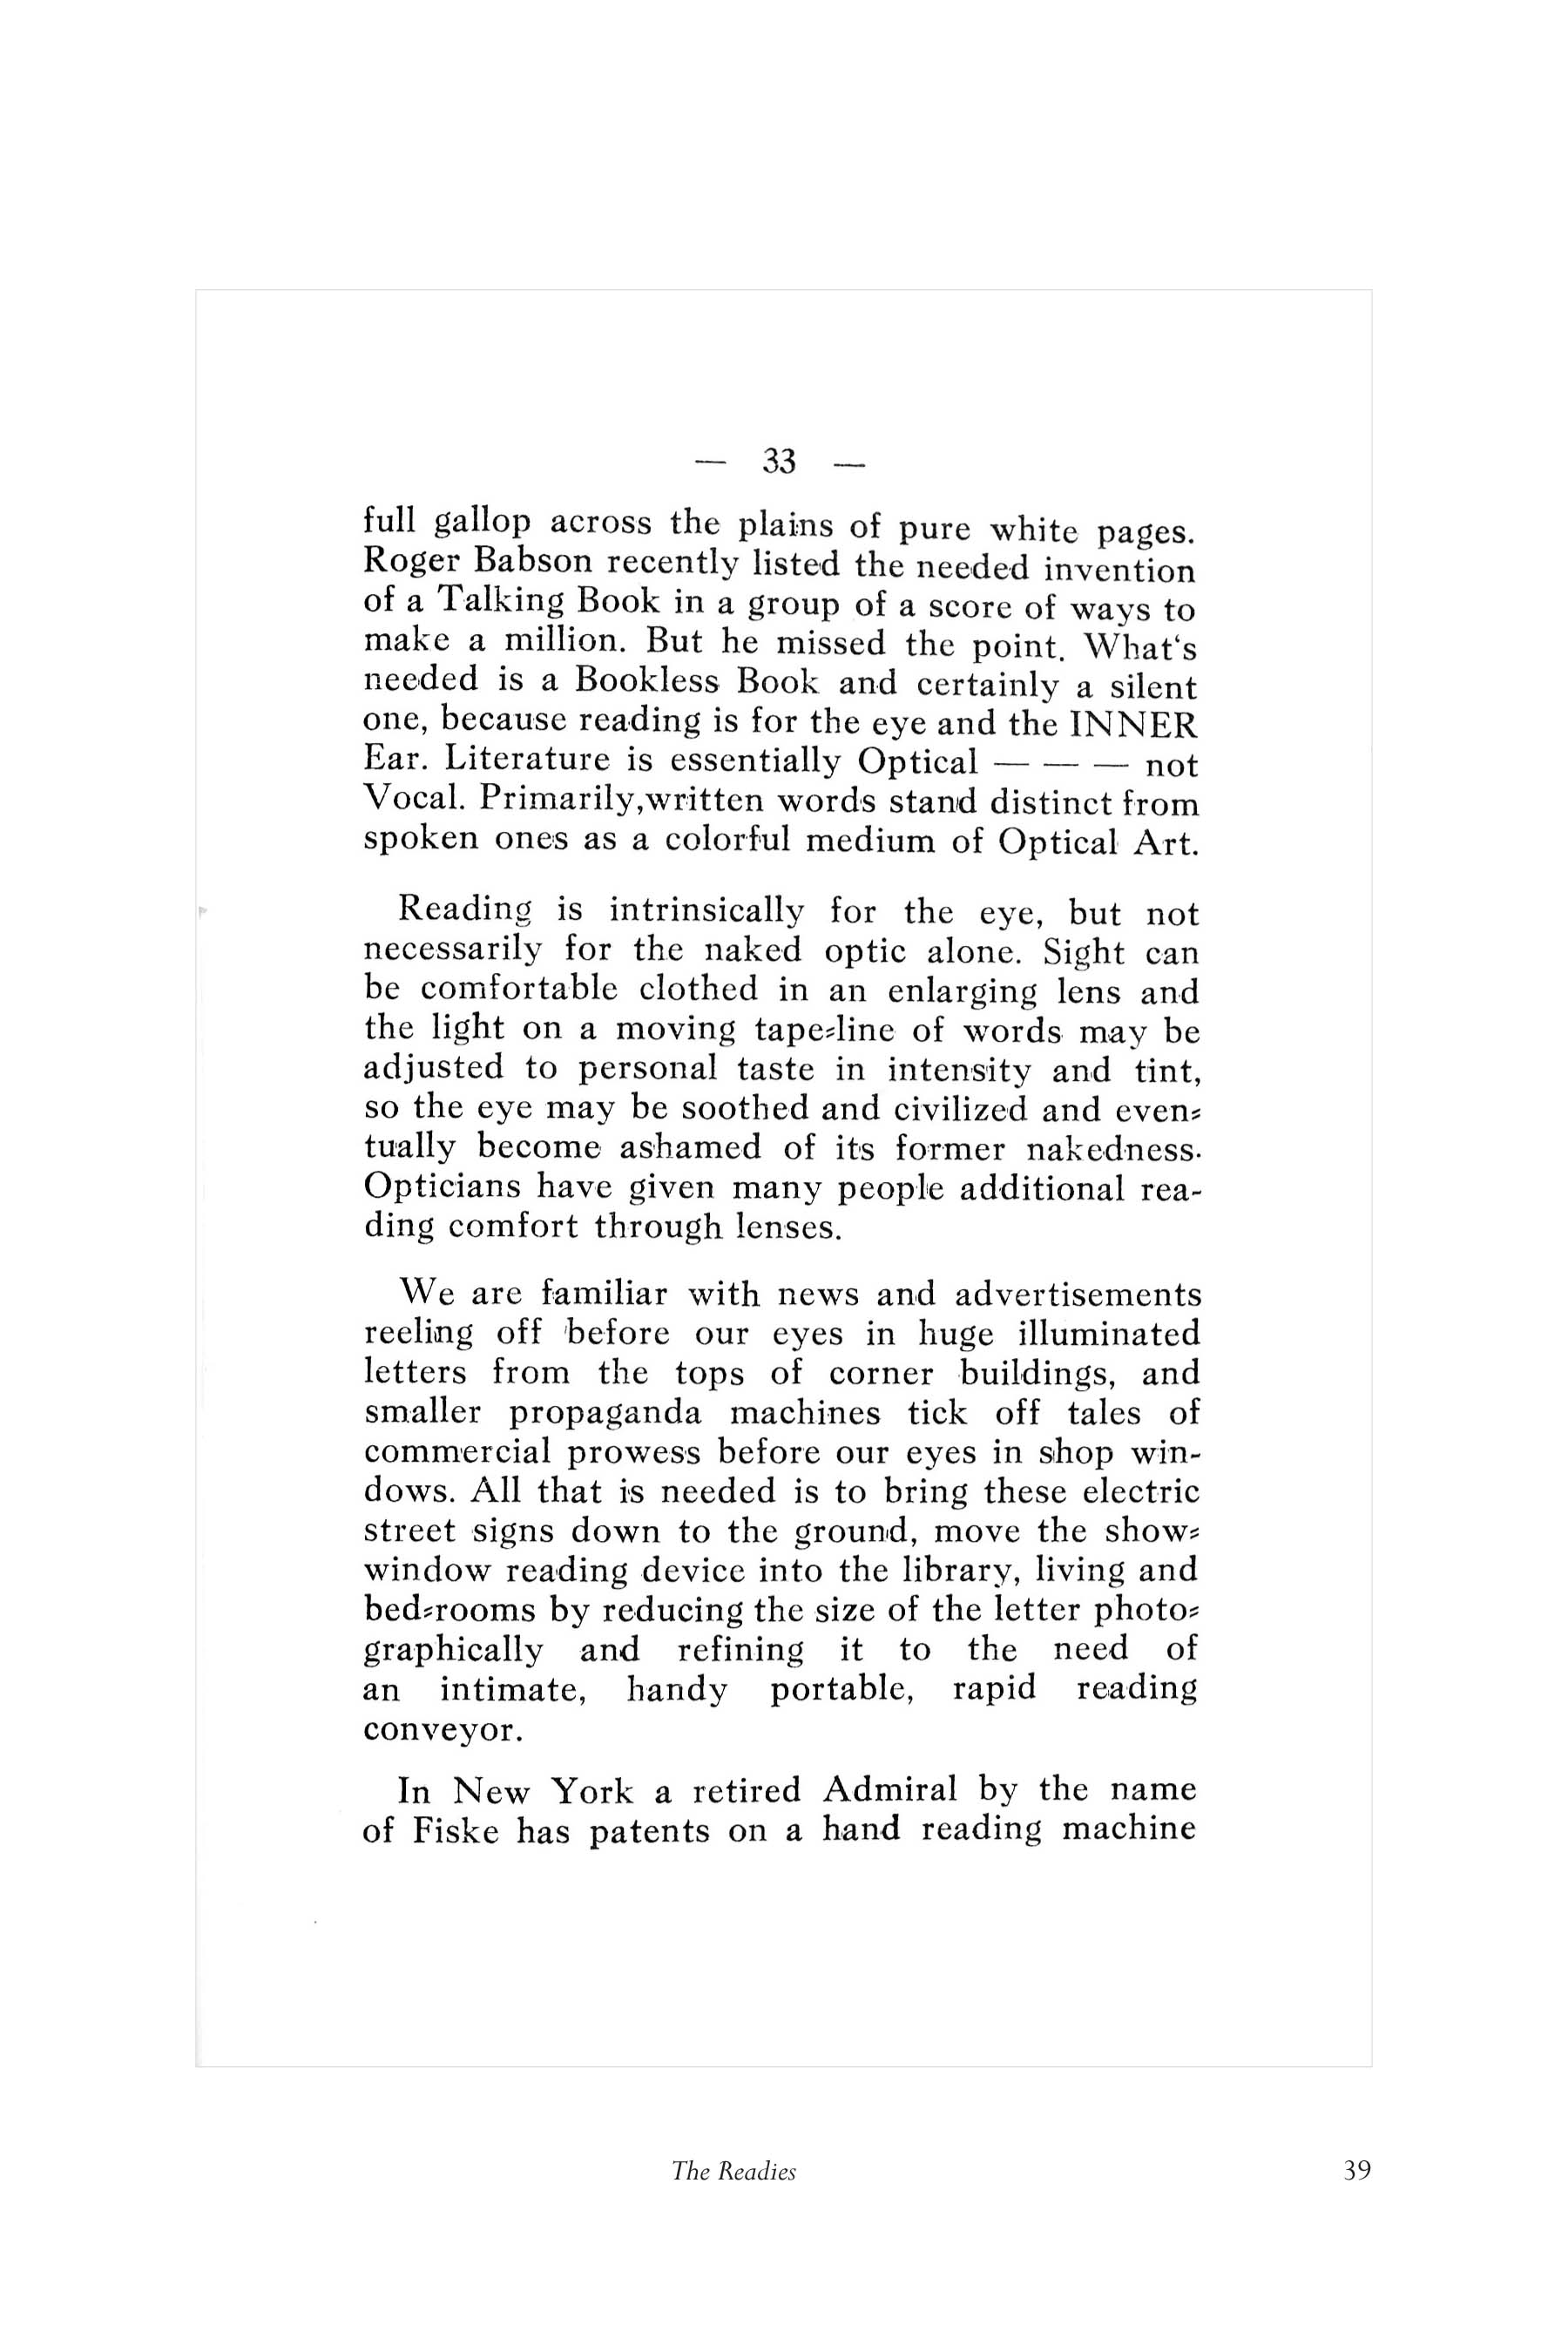 — 33 —
full gallop across the plains of pure white pages.
Roger Babson recently listed the needed invention
of a Talking Book in a group of a score of ways to
make a million. But he missed the point. What‘s
needed is a Bookless Book and certainly a silent
one, because reading is for the eye and the INNER
Ear. Literature is essentially Optical — — — not
Vocal. Primarily,written words stand distinct from
spoken ones as a colorful medium of Optical Art.
Reading is intrinsically for the eye, but not
necessarily for the naked optic alone. Sight can
be comfortable clothed in an enlarging lens and
the light on a moving tape=line of words may be
adjusted to personal taste in intensity and tint,
so the eye may be soothed and civilized and even=
tually become ashamed of its former nakedness.
Opticians have given many people additional rea-
ding comfort through lenses.
We are familiar with news and advertisements
reeling off before our eyes in huge illuminated
letters from the tops of corner buildings, and
smaller propaganda machines tick off tales of
commercial prowess before our eyes in shop win-
dows. All that is needed is to bring these electric
street signs down to the ground, move the show=
window reading device into the library, living and
bed=rooms by reducing the size of the letter photo=
graphically and refining it to the need of
an intimate, handy portable, rapid reading
conveyor.
In New York a retired Admiral by the name
of Fiske has patents on a hand reading machine
The Readies 39